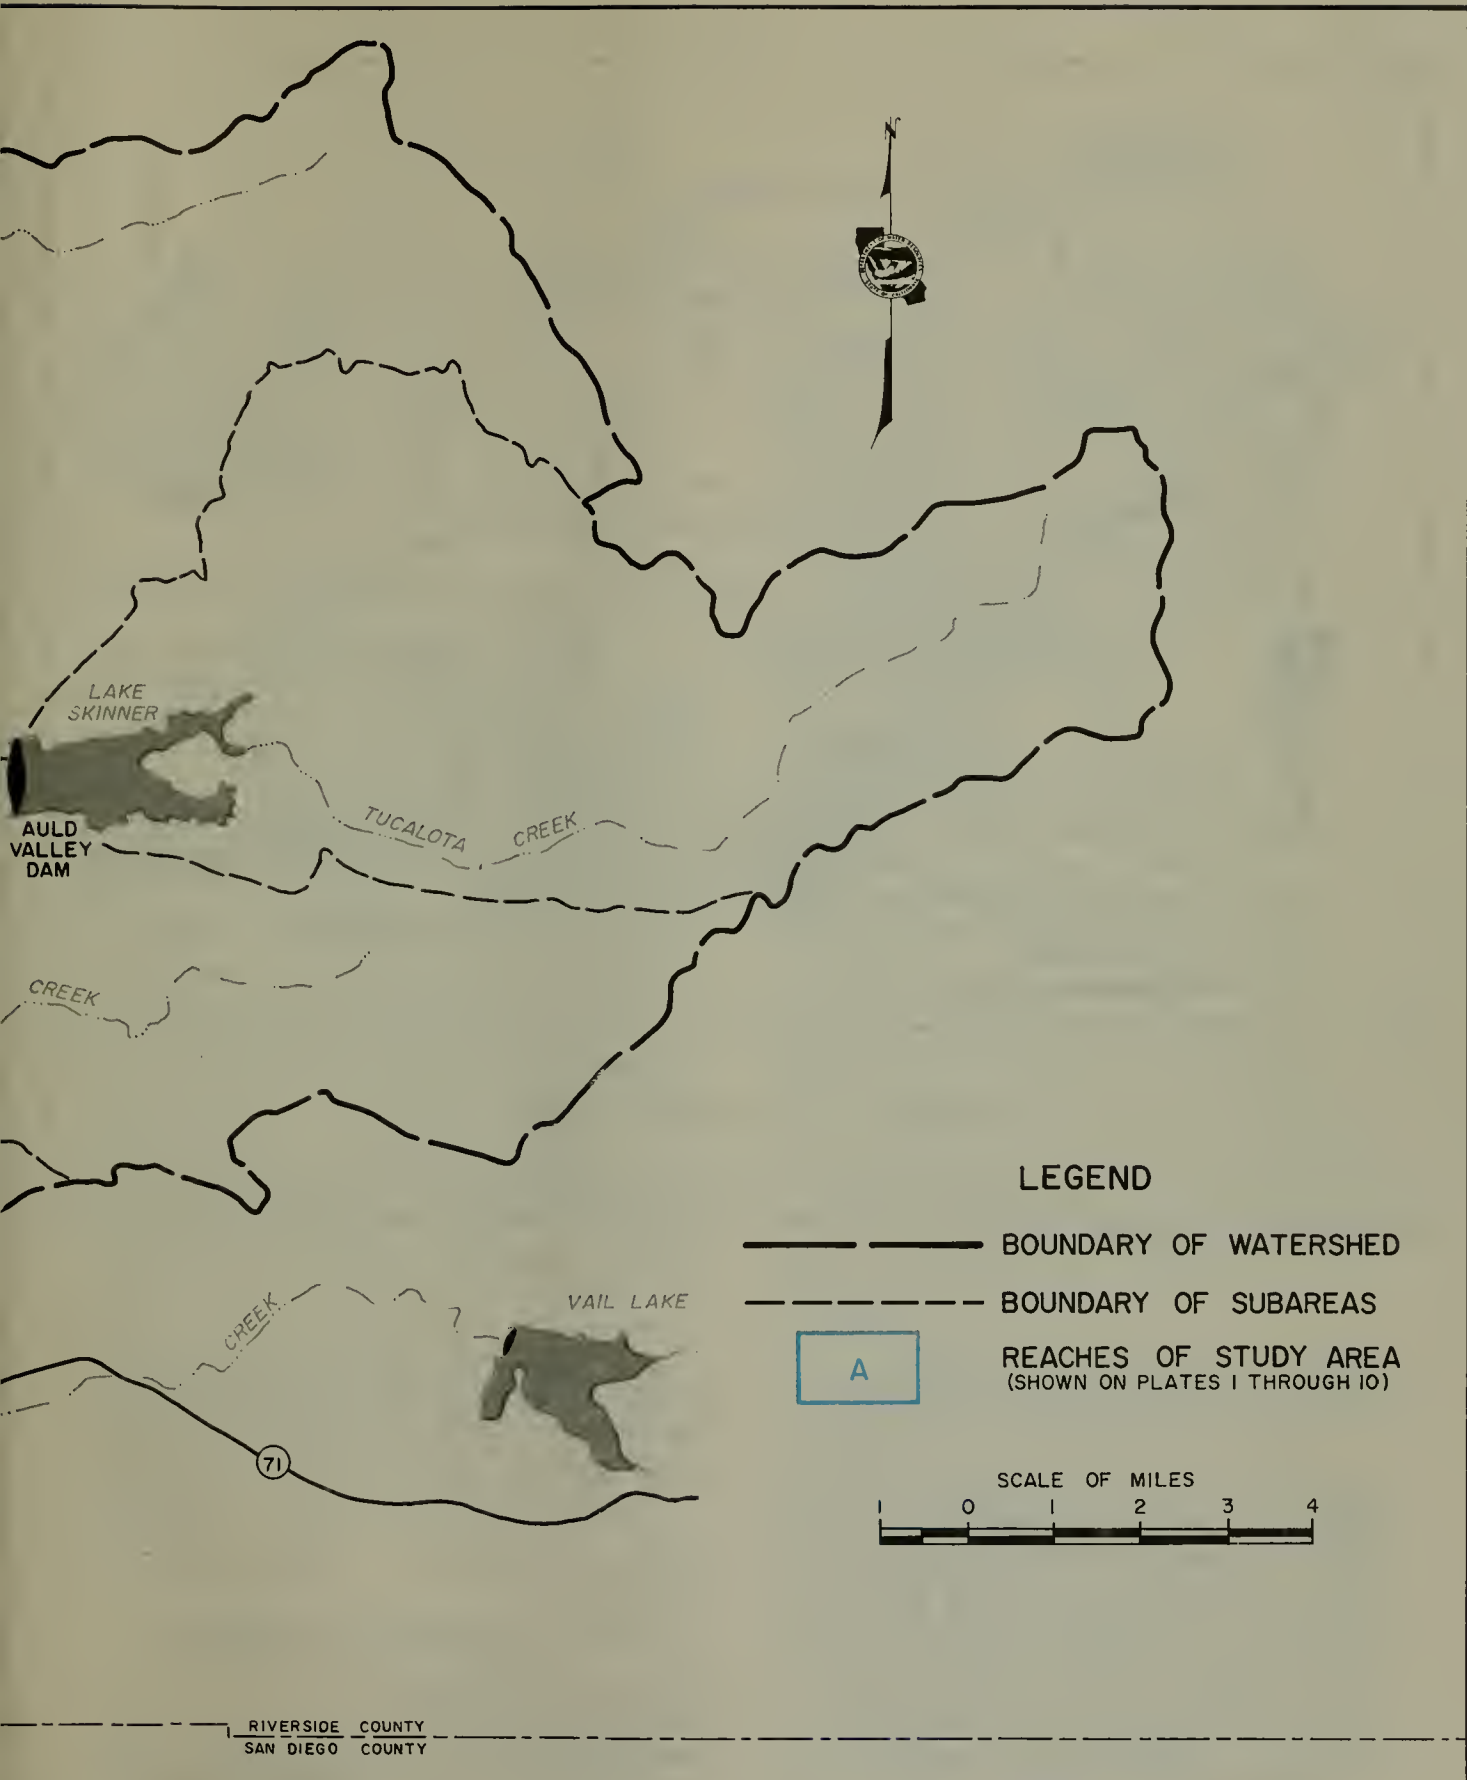 N
LAKE
SKINNER
AULD
VALLEY
DAM
TUCALOTA CREEK
CREEK
CREEK
VAIL LAKE
71
LEGEND
BOUNDARY OF WATERSHED
BOUNDARY OF SUBAREAS
A
REACHES OF STUDY AREA
(SHOWN ON PLATES 1 THROUGH 10)
SCALE OF MILES
1 0 1 2 3 4
RIVERSIDE COUNTY
SAN DIEGO COUNTY